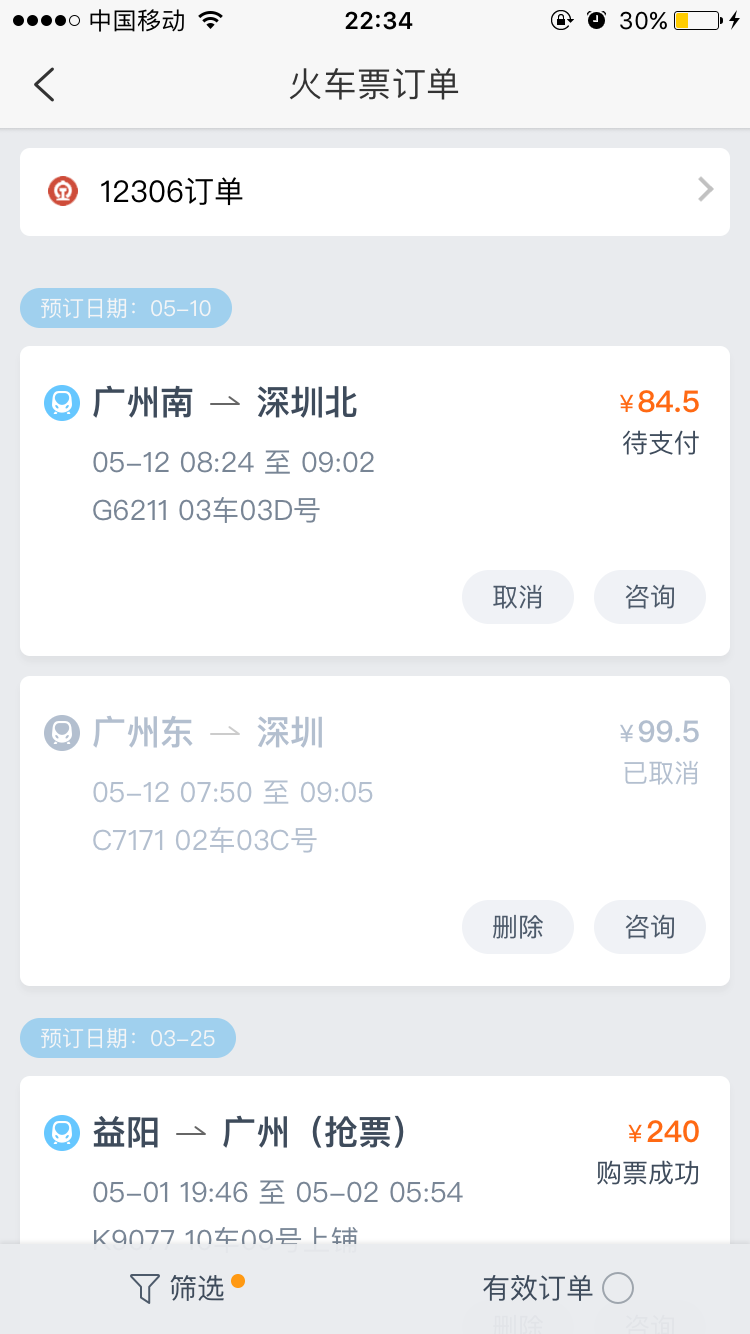 中国移动 22:34 30%
火车票订单
12306订单
预订日期：05-10
广州南 → 深圳北 ¥84.5
待支付
05-12 08:24 至 09:02
G6211 03车03D号
取消 咨询
广州东 → 深圳 ¥99.5
已取消
05-12 07:50 至 09:05
C7171 02车03C号
删除 咨询
预订日期：03-25
益阳 → 广州（抢票） ¥240
购票成功
05-01 19:46 至 05-02 05:54
K9077 10车09号上铺
筛选 有效订单
删除 咨询